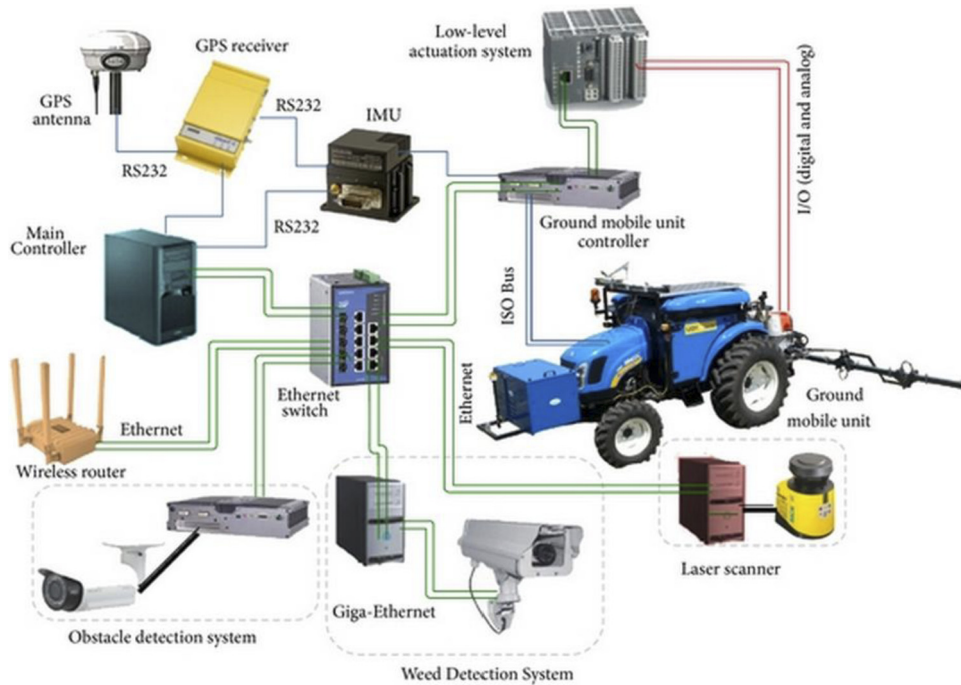 Low-level
actuation system
GPS receiver
GPS
antenna
RS232
IMU
RS232
I/O (digital and analog)
Main
Controller
RS232
Ground mobile unit
controller
ISO Bus
Ethernet
switch
Ethernet
Ground
mobile unit
Ethernet
Wireless router
Laser scanner
Giga-Ethernet
Obstacle detection system
Weed Detection System